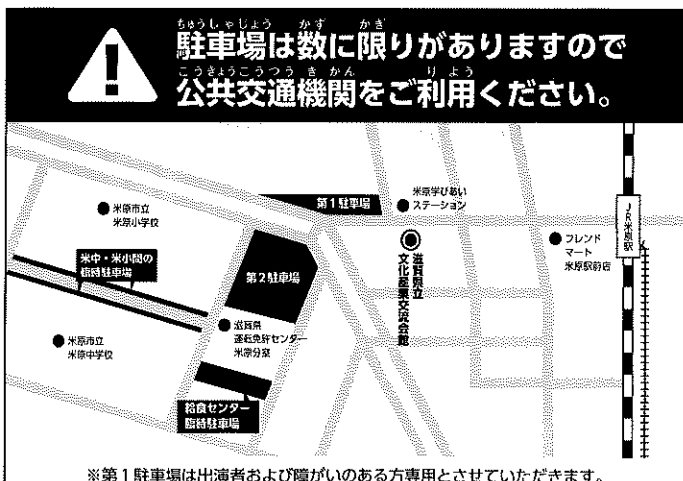 ちゅうしゃじょう かず かぎ
駐車場は数に限りがありますので
こうきょうこうつうきかん りよう
公共交通機関をご利用ください。
第1駐車場
米原学びあい
ステーション
JR米原駅
米原市立
米原小学校
米中・米小間の
臨時駐車場
第2駐車場
滋賀県立
文化産業交流会館
フレンド
マート
米原駅前店
滋賀県
運転免許センター
米原分室
米原市立
米原中学校
給食センター
臨時駐車場
※第1駐車場は出演者および障がいのある方専用とさせていただきます。